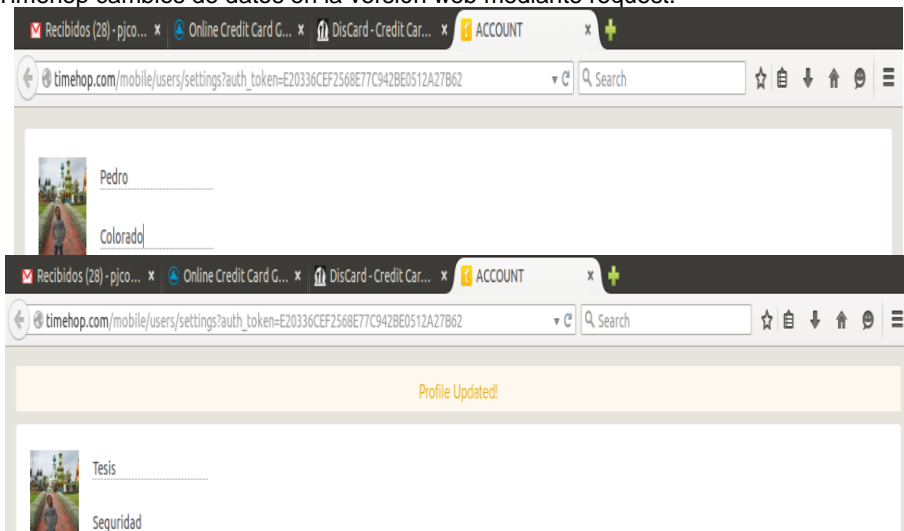 Timehop cambios de datos en la versión web mediante request.
Recibidos (28) - pjco... × Online Credit Card G... × DisCard - Credit Car... × ACCOUNT ×
timehop.com/mobile/users/settings?auth_token=E20336CEF2568E77C942BE0512A27B62 Search
Pedro
Colorado
Recibidos (28) - pjco... × Online Credit Card G... × DisCard - Credit Car... × ACCOUNT ×
timehop.com/mobile/users/settings?auth_token=E20336CEF2568E77C942BE0512A27B62 Search
Profile Updated!
Tesis
Seguridad